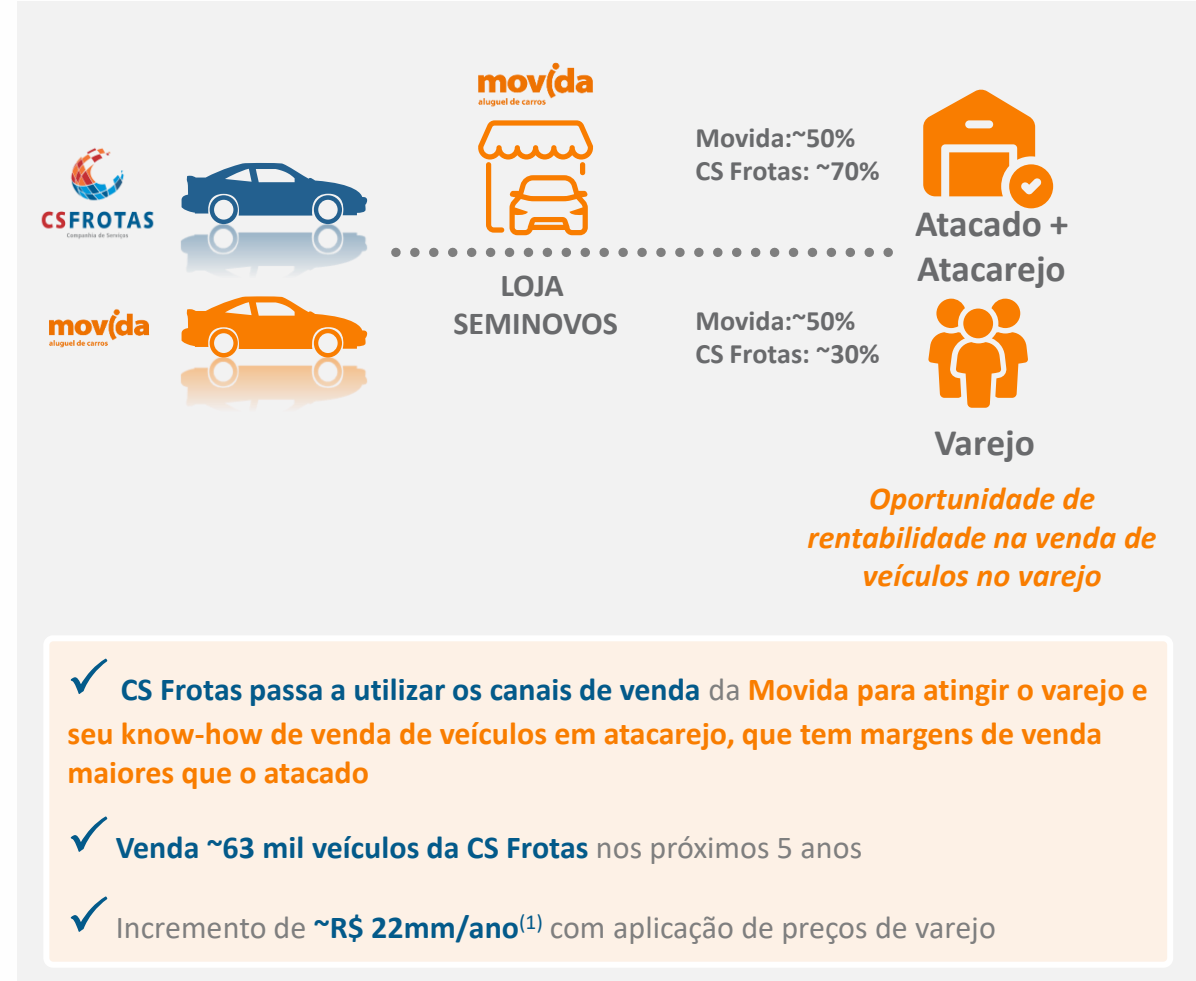 movida
aluguel de carros
CSFROTAS
Companhia de Serviços
movida
aluguel de carros
LOJA
SEMINOVOS
Movida:~50%
CS Frotas: ~70%
Atacado +
Atacarejo
Movida:~50%
CS Frotas: ~30%
Varejo
Oportunidade de
rentabilidade na venda de
veículos no varejo
✓ CS Frotas passa a utilizar os canais de venda da Movida para atingir o varejo e
seu know-how de venda de veículos em atacarejo, que tem margens de venda
maiores que o atacado
✓ Venda ~63 mil veículos da CS Frotas nos próximos 5 anos
✓ Incremento de ~R$ 22mm/ano(1) com aplicação de preços de varejo